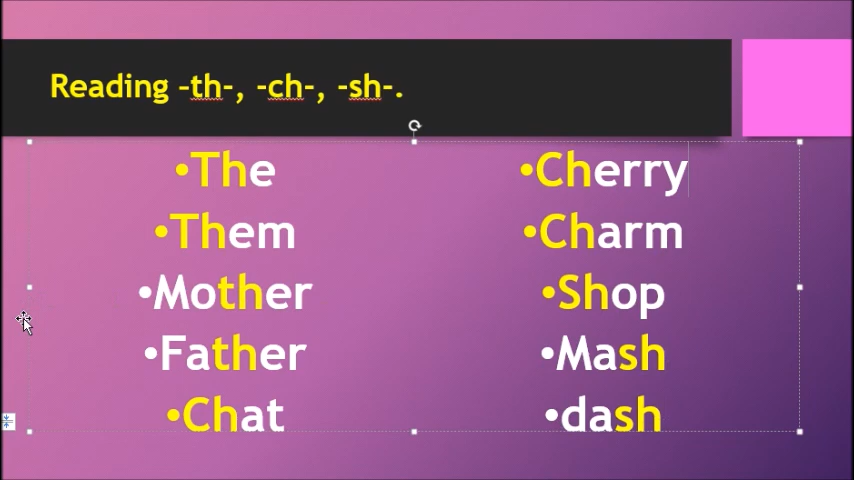 Reading –th-, -ch-, -sh-.
•The
•Them
•Mother
•Father
•Chat
•Cherry
•Charm
•Shop
•Mash
•dash